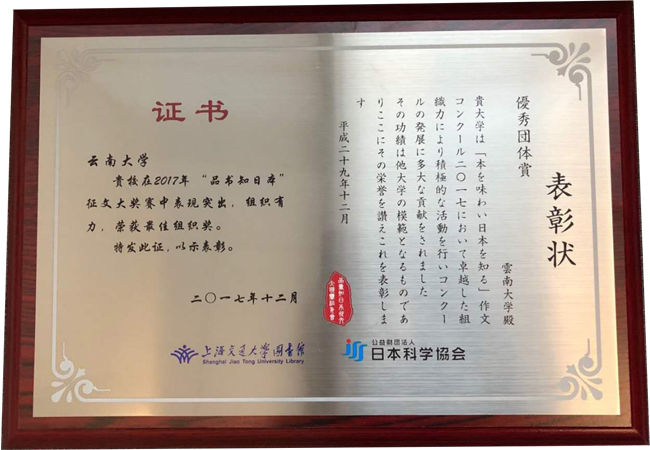 证书
云南大学
贵校在2017年“品书知日本”
征文大奖赛中表现突出，组织有
力，荣获最佳组织奖。
特发此证，以示表彰。
二〇一七年十二月
上海交通大学图书馆
Shanghai Jiao Tong University Library
表彰状
優秀団体賞
雲南大学殿
貴大学は「本を味わい日本を知る」作文
コンクール二〇一七において卓越した組
織力により積極的な活動を行いコンクー
ルの発展に多大な貢献をされました
その功績は他大学の模範となるものであ
りここにその栄誉を讃えこれを表彰しま
す
平成二十九年十二月
公益財団法人
日本科学協会